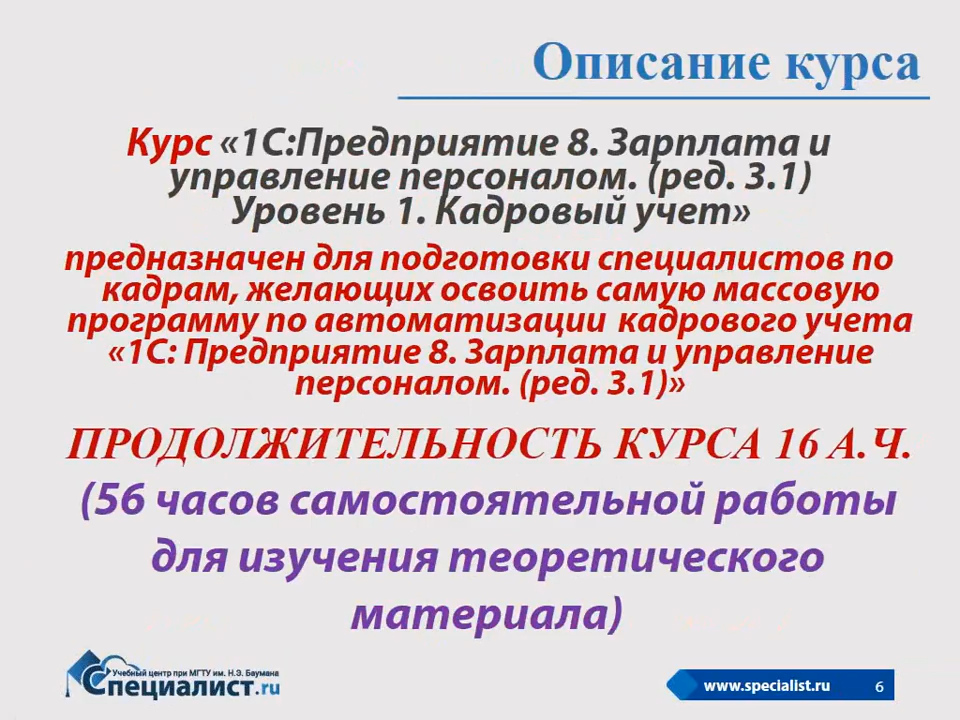 Описание курса
Курс «1С:Предприятие 8. Зарплата и
управление персоналом. (ред. 3.1)
Уровень 1. Кадровый учет»
предназначен для подготовки специалистов по
кадрам, желающих освоить самую массовую
программу по автоматизации кадрового учета
«1С: Предприятие 8. Зарплата и управление
персоналом. (ред. 3.1)»
ПРОДОЛЖИТЕЛЬНОСТЬ КУРСА 16 А.Ч.
(56 часов самостоятельной работы
для изучения теоретического
материала)
Учебный центр при МГТУ им. Н.Э. Баумана
Специалист.ru
www.specialist.ru 6